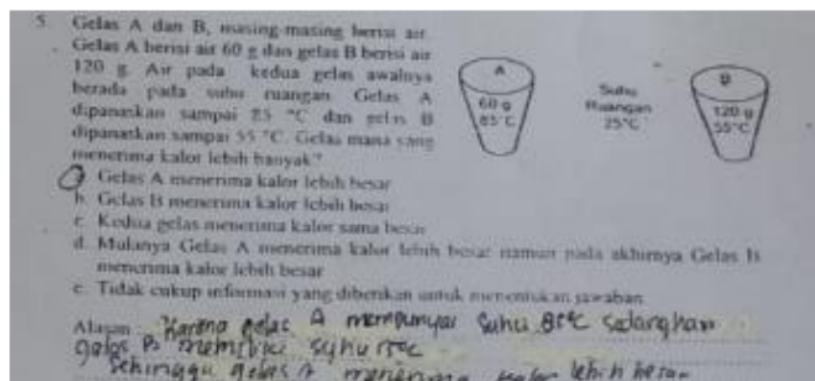 5. Gelas A dan B, masing-masing berisi air.
Gelas A berisi air 60 g dan gelas B berisi air
120 g. Air pada kedua gelas awalnya
berada pada suhu ruangan. Gelas A
dipanaskan sampai 85 °C dan gelas B
dipanaskan sampai 55 °C. Gelas mana yang
menerima kalor lebih banyak?
A
60 g
85°C
Suhu
Ruangan
25°C
B
120 g
55°C
a. Gelas A menerima kalor lebih besar
b. Gelas B menerima kalor lebih besar
c. Kedua gelas menerima kalor sama besar
d. Mulanya Gelas A menerima kalor lebih besar namun pada akhirnya Gelas B
menerima kalor lebih besar
e. Tidak cukup informasi yang diberikan untuk menentukan jawaban
Alasan : Karena gelas A mempunyai suhu 85°C sedangkan
gelas B memiliki suhu
Sehingga gelas A menerima kalor lebih besar